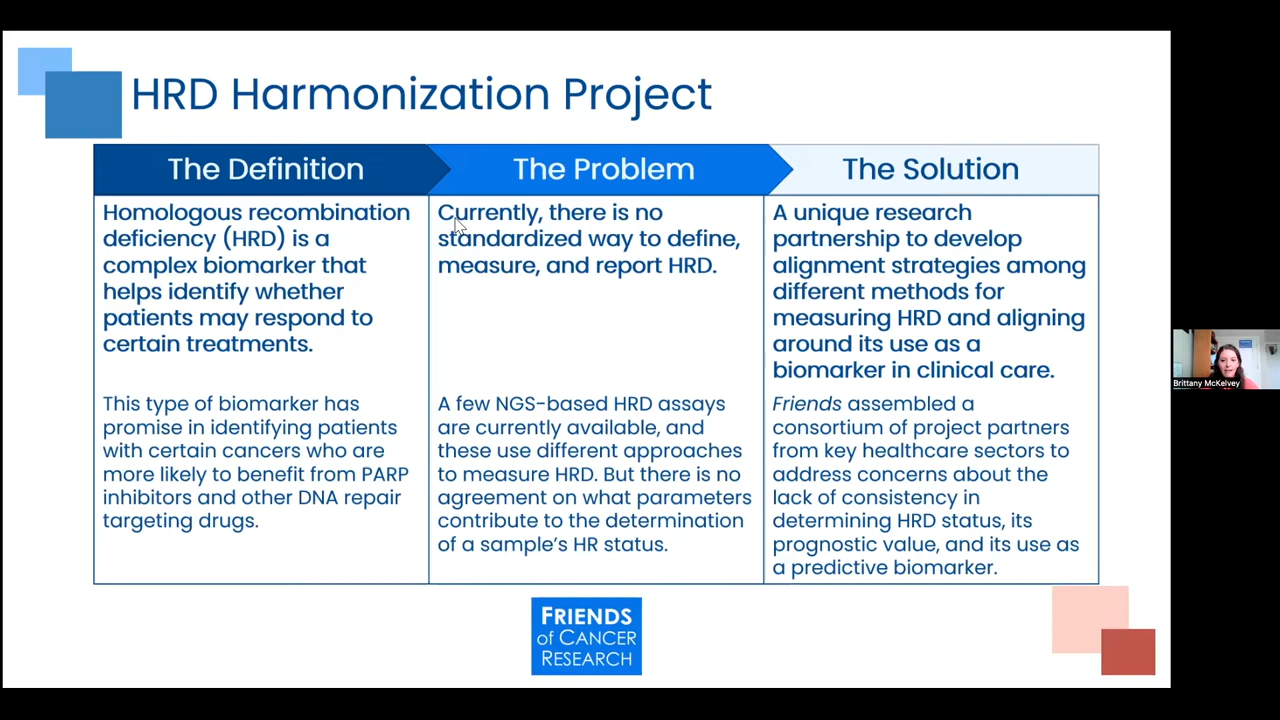 HRD Harmonization Project
The Definition
The Problem
The Solution
Homologous recombination
deficiency (HRD) is a
complex biomarker that
helps identify whether
patients may respond to
certain treatments.
This type of biomarker has
promise in identifying patients
with certain cancers who are
more likely to benefit from PARP
inhibitors and other DNA repair
targeting drugs.
Currently, there is no
standardized way to define,
measure, and report HRD.
A few NGS-based HRD assays
are currently available, and
these use different approaches
to measure HRD. But there is no
agreement on what parameters
contribute to the determination
of a sample’s HR status.
A unique research
partnership to develop
alignment strategies among
different methods for
measuring HRD and aligning
around its use as a
biomarker in clinical care.
Friends assembled a
consortium of project partners
from key healthcare sectors to
address concerns about the
lack of consistency in
determining HRD status, its
prognostic value, and its use as
a predictive biomarker.
FRIENDS
of CANCER
RESEARCH
Brittany McKelvey